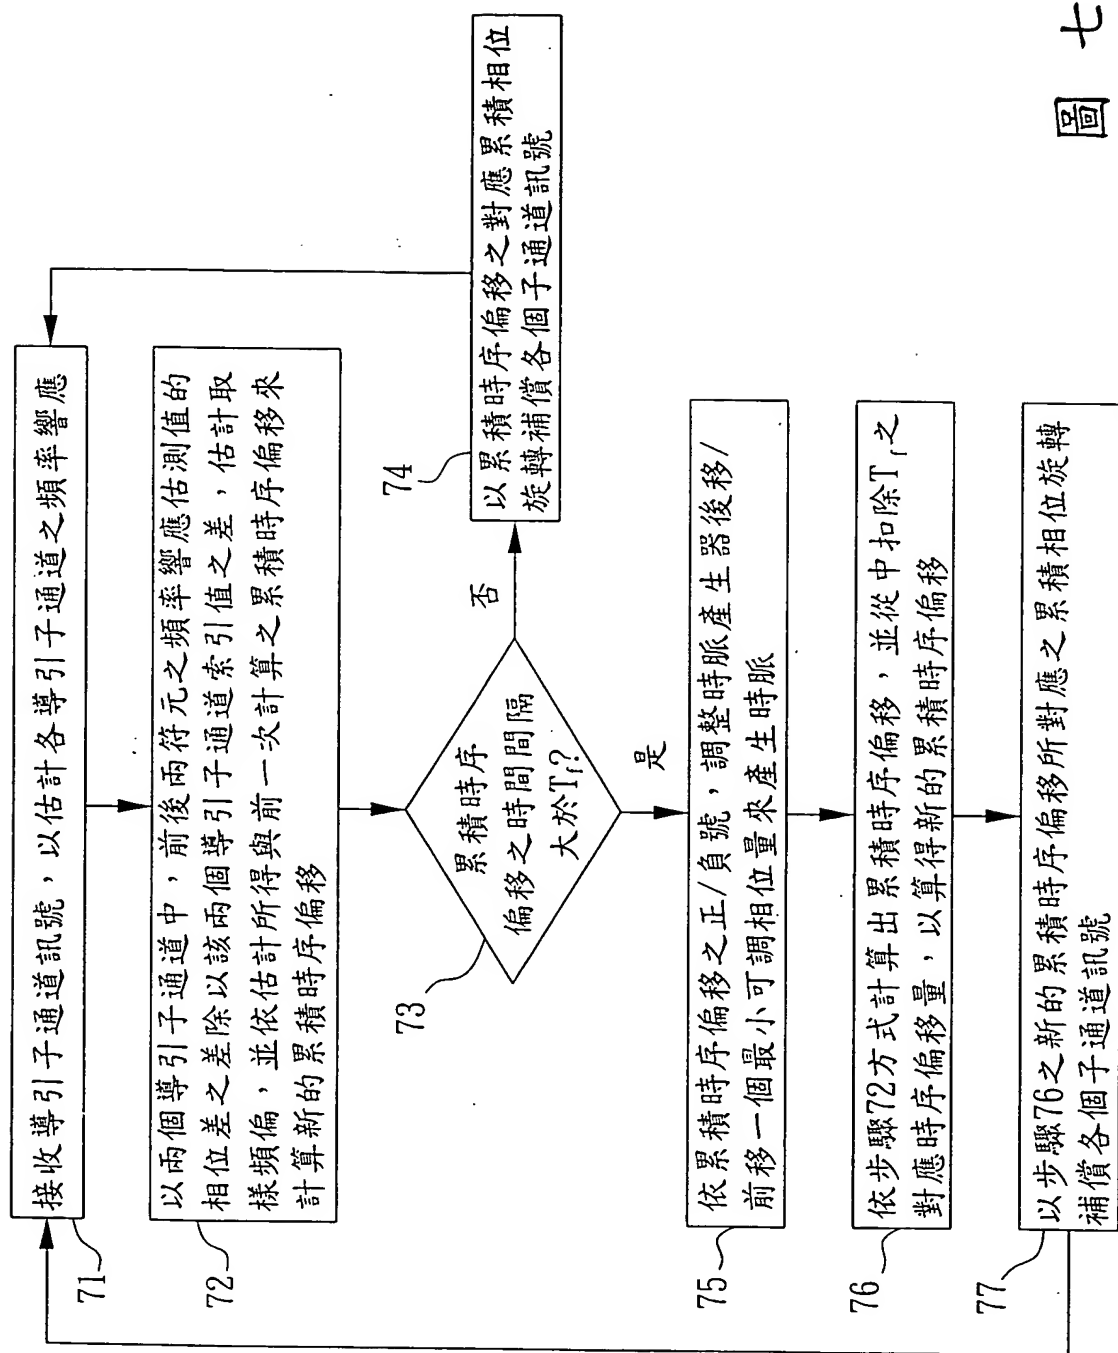 接收導引子通道訊號，以估計各導引子通道之頻率響應
71
以兩個導引子通道中，前後兩符元之頻率響應估測值的
相位差之差除以該兩個導引子通道索引值之差，估計取
樣頻偏，並依估計所得與前一次計算之累積時序偏移來
計算新的累積時序偏移
72
累積時序
偏移之時間間隔
大於Tf?
73
否
以累積時序偏移之對應累積相位
旋轉補償各個子通道訊號
74
是
依累積時序偏移之正/負號，調整時脈產生器後移/
前移一個最小可調相位量來產生時脈
75
依步驟72方式計算出累積時序偏移，並從中扣除Tf之
對應時序偏移量，以算得新的累積時序偏移
76
以步驟76之新的累積時序偏移所對應之累積相位旋轉
補償各個子通道訊號
77
圖 七